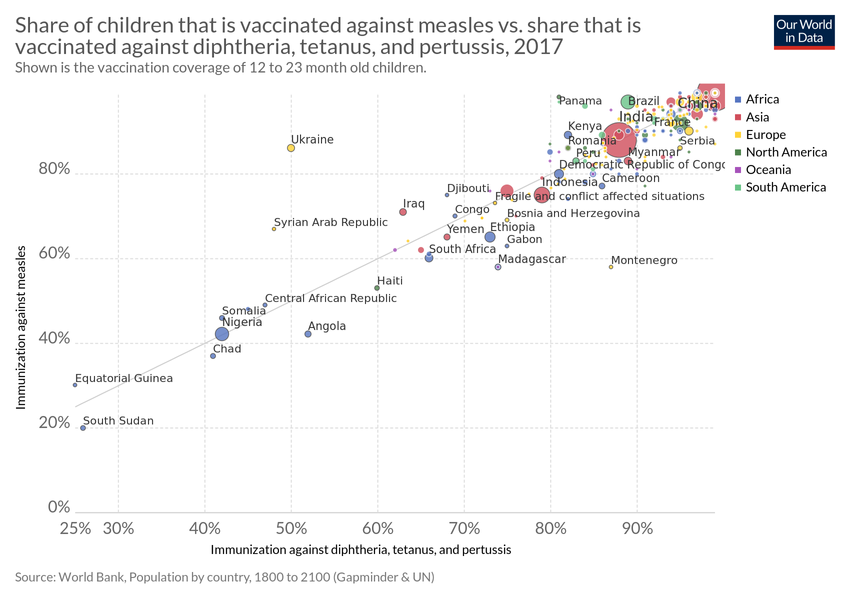 Share of children that is vaccinated against measles vs. share that is
vaccinated against diphtheria, tetanus, and pertussis, 2017
Shown is the vaccination coverage of 12 to 23 month old children.
Our World
in Data
Panama
Brazil
China
Africa
Asia
Europe
North America
Oceania
South America
India
France
Kenya
Romania
Serbia
Ukraine
Peru
Myanmar
Democratic Republic of Congo
80%
Indonesia
Cameroon
Djibouti
Fragile and conflict affected situations
Iraq
Congo
Bosnia and Herzegovina
Syrian Arab Republic
Yemen
Ethiopia
Gabon
South Africa
60%
Madagascar
Montenegro
Haiti
Central African Republic
Somalia
Nigeria
Angola
40%
Chad
Equatorial Guinea
South Sudan
20%
0%
Immunization against measles
25%
30%
40%
50%
60%
70%
80%
90%
Immunization against diphtheria, tetanus, and pertussis
Source: World Bank, Population by country, 1800 to 2100 (Gapminder & UN)